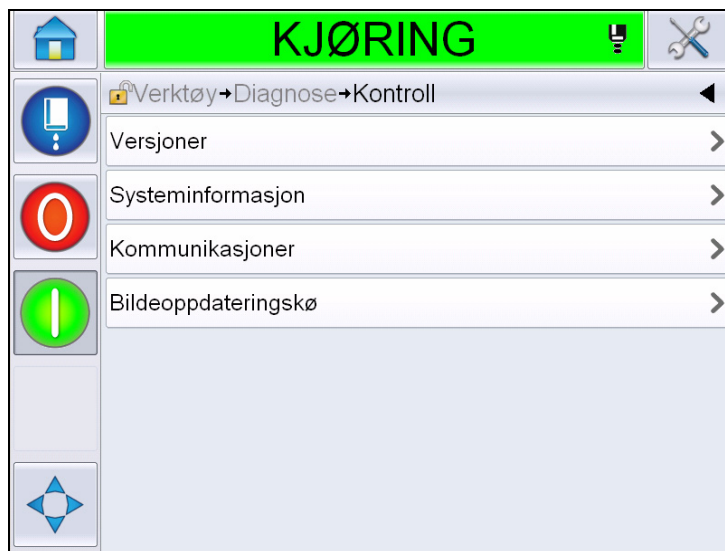 KJØRING
Verktøy→Diagnose→Kontroll
Versjoner
Systeminformasjon
Kommunikasjoner
Bildeoppdateringskø